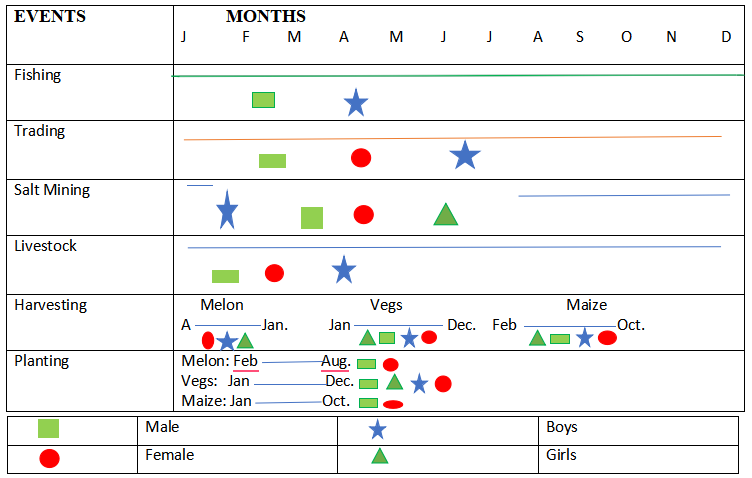 EVENTS MONTHS
J F M A M J J A S O N D
Fishing
Trading
Salt Mining
Livestock
Harvesting Melon Vegs Maize
A Jan. Jan Dec. Feb Oct.
Planting Melon: Feb Aug.
Vegs: Jan Dec.
Maize: Jan Oct.
Male Boys
Female Girls